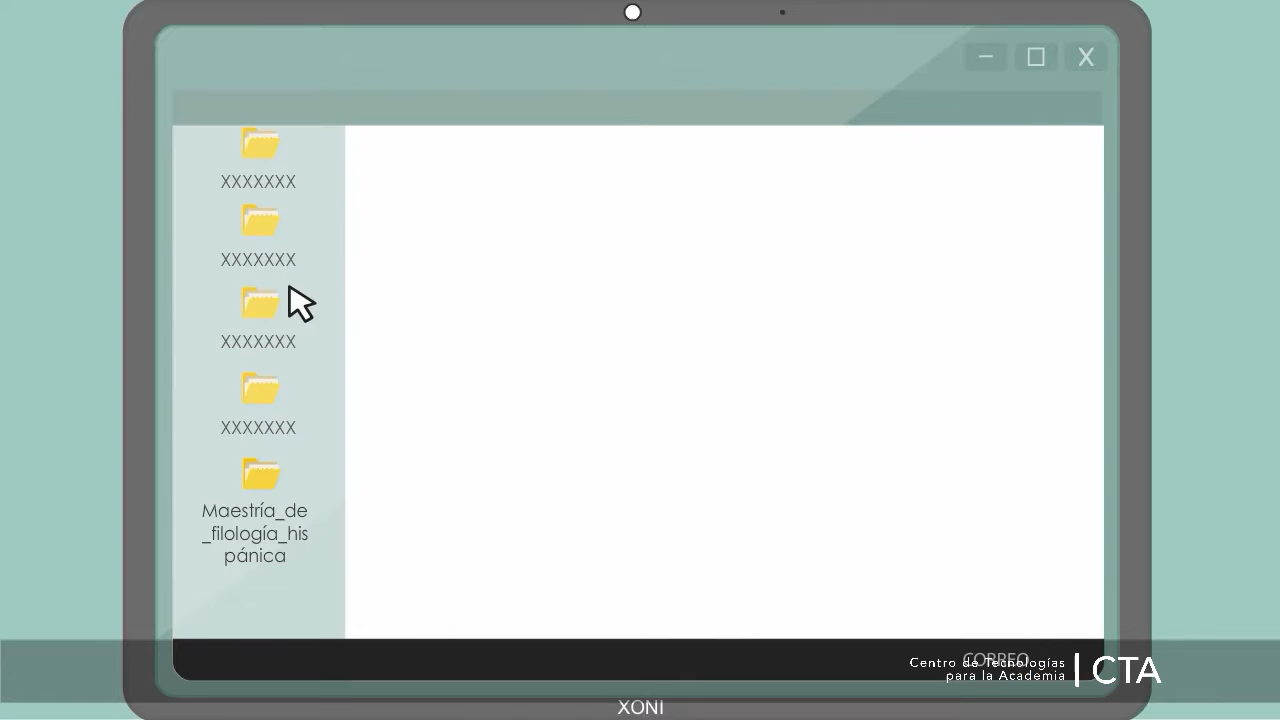 XXXXXXX
XXXXXXX
XXXXXXX
XXXXXXX
Maestría_de
_filología_his
pánica
CORREO
Centro de Tecnologías
para la Academia
CTA
XONI